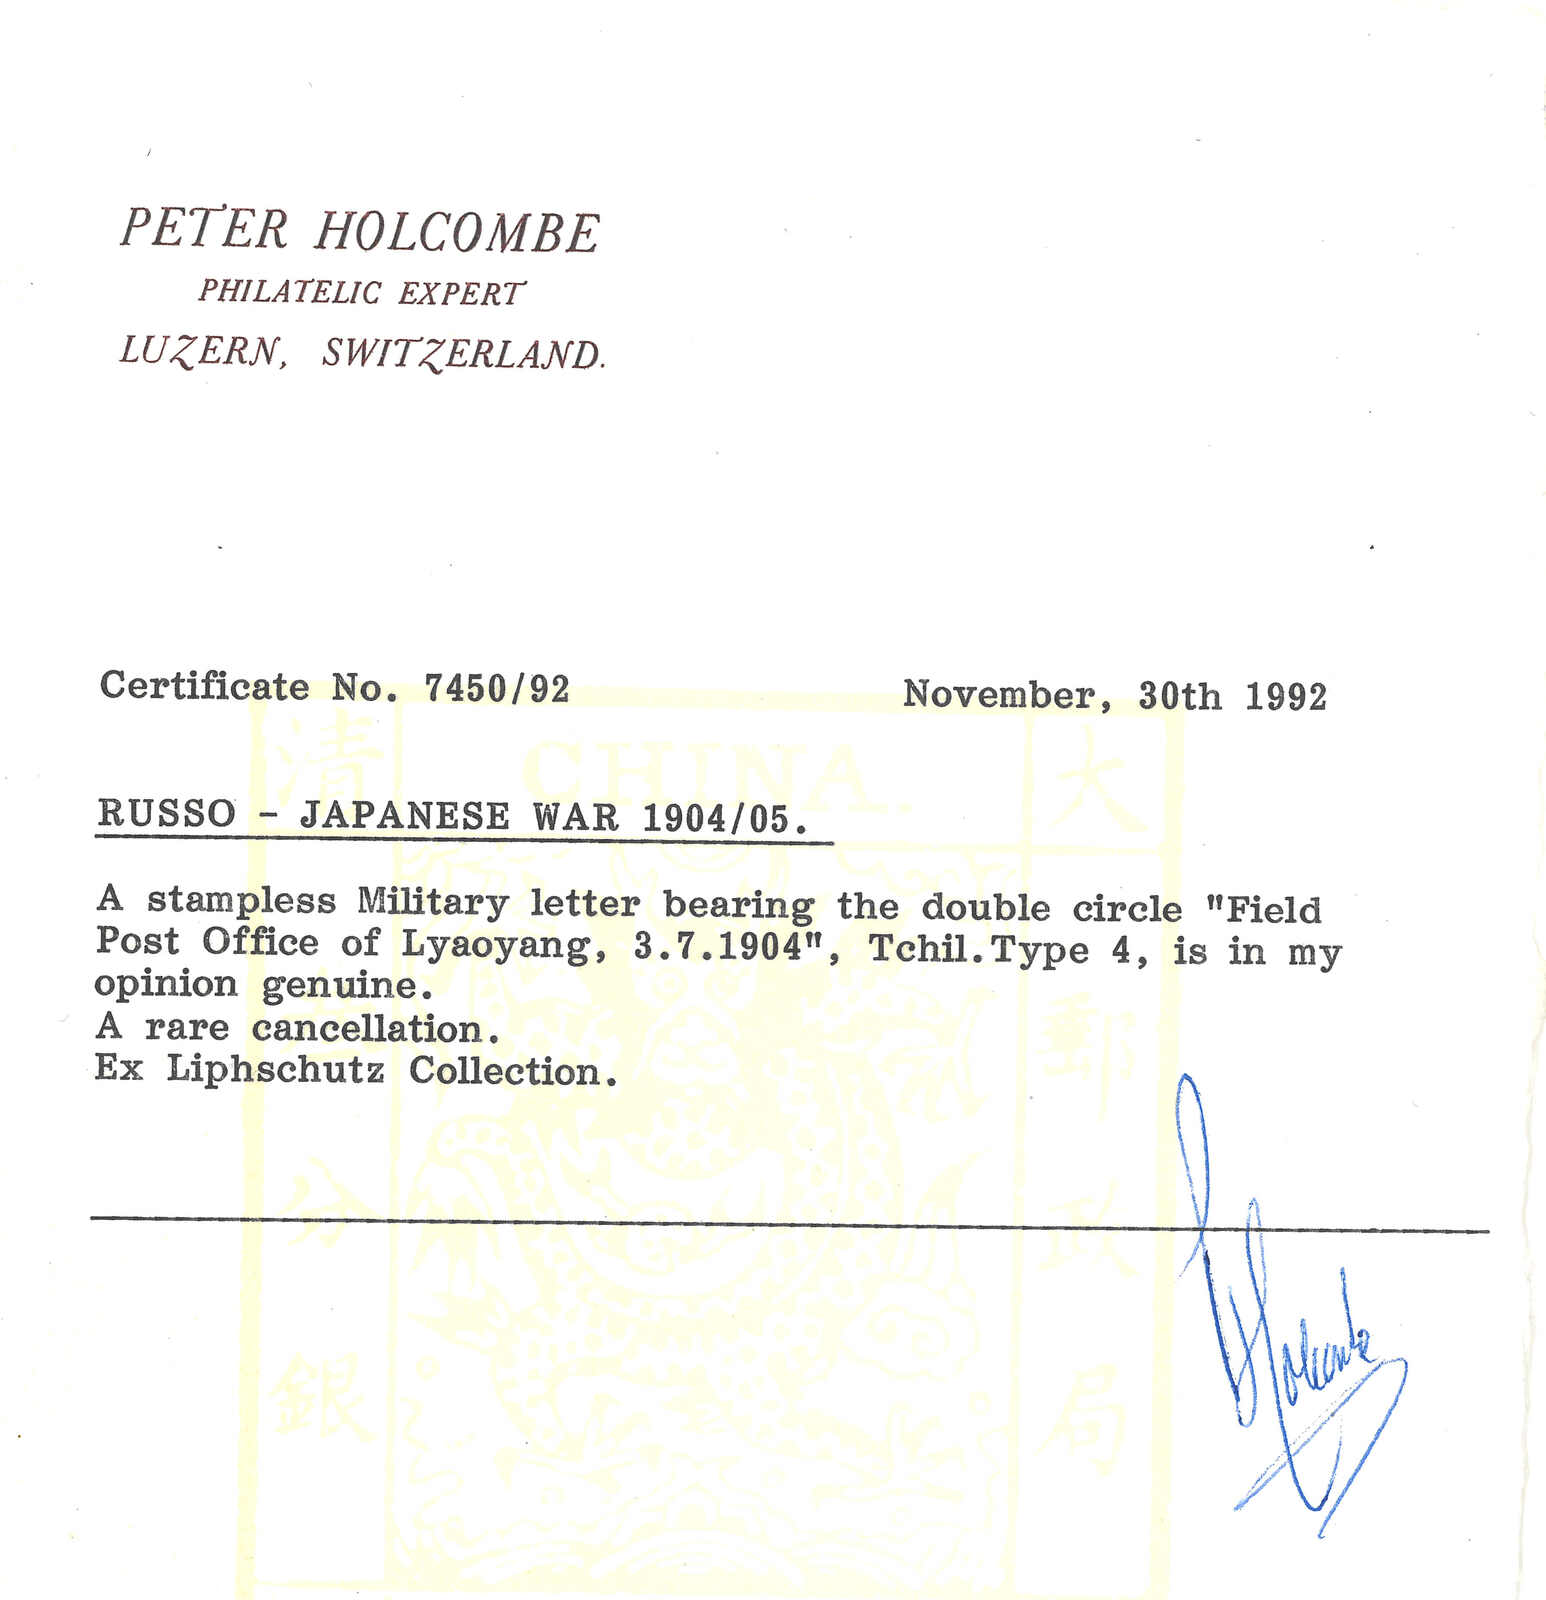 PETER HOLCOMBE
PHILATELIC EXPERT
LUZERN, SWITZERLAND.
Certificate No. 7450/92
November, 30th 1992
清
CHINA.
大
RUSSO - JAPANESE WAR 1904/05.
A stampless Military letter bearing the double circle "Field
Post Office of Lyaoyang, 3.7.1904", Tchil.Type 4, is in my
opinion genuine.
A rare cancellation.
Ex Liphschutz Collection.
郵
政
局
分
銀
Holcombe